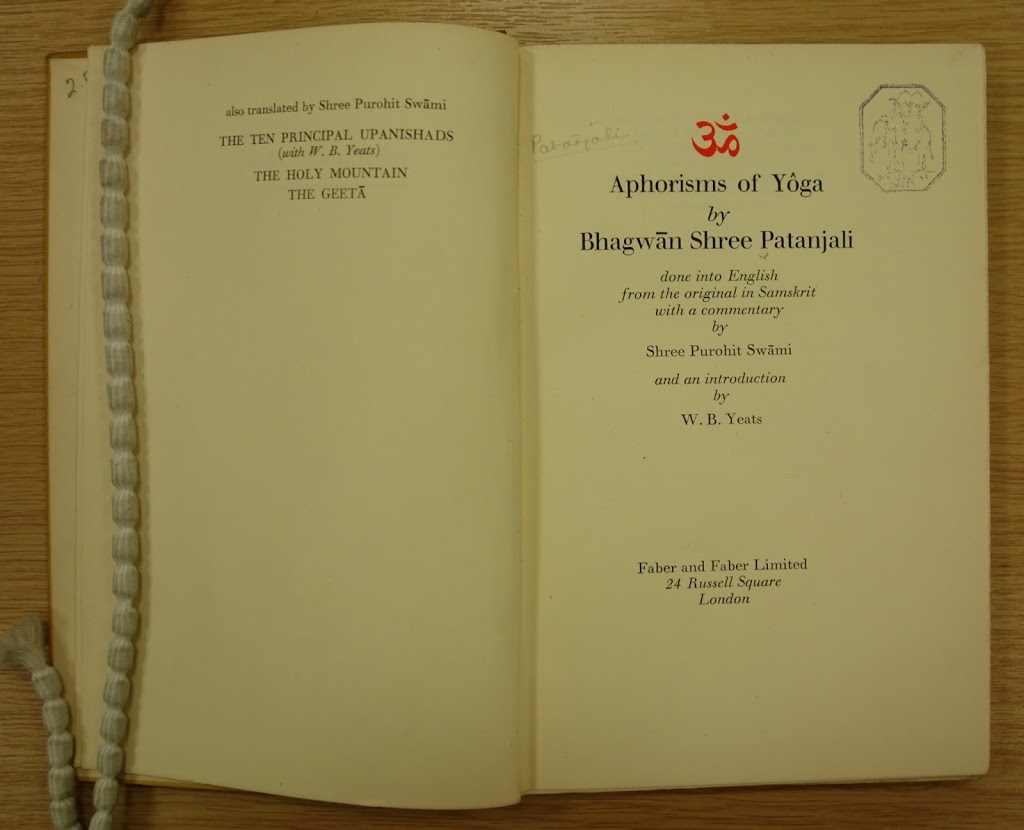 2.
also translated by Shree Purohit Swāmi
THE TEN PRINCIPAL UPANISHADS
(with W. B. Yeats)
THE HOLY MOUNTAIN
THE GEETĀ
Patanjāli
ॐ
Aphorisms of Yôga
by
Bhagwān Shree Patanjali
done into English
from the original in Samskrit
with a commentary
by
Shree Purohit Swāmi
and an introduction
by
W. B. Yeats
Faber and Faber Limited
24 Russell Square
London